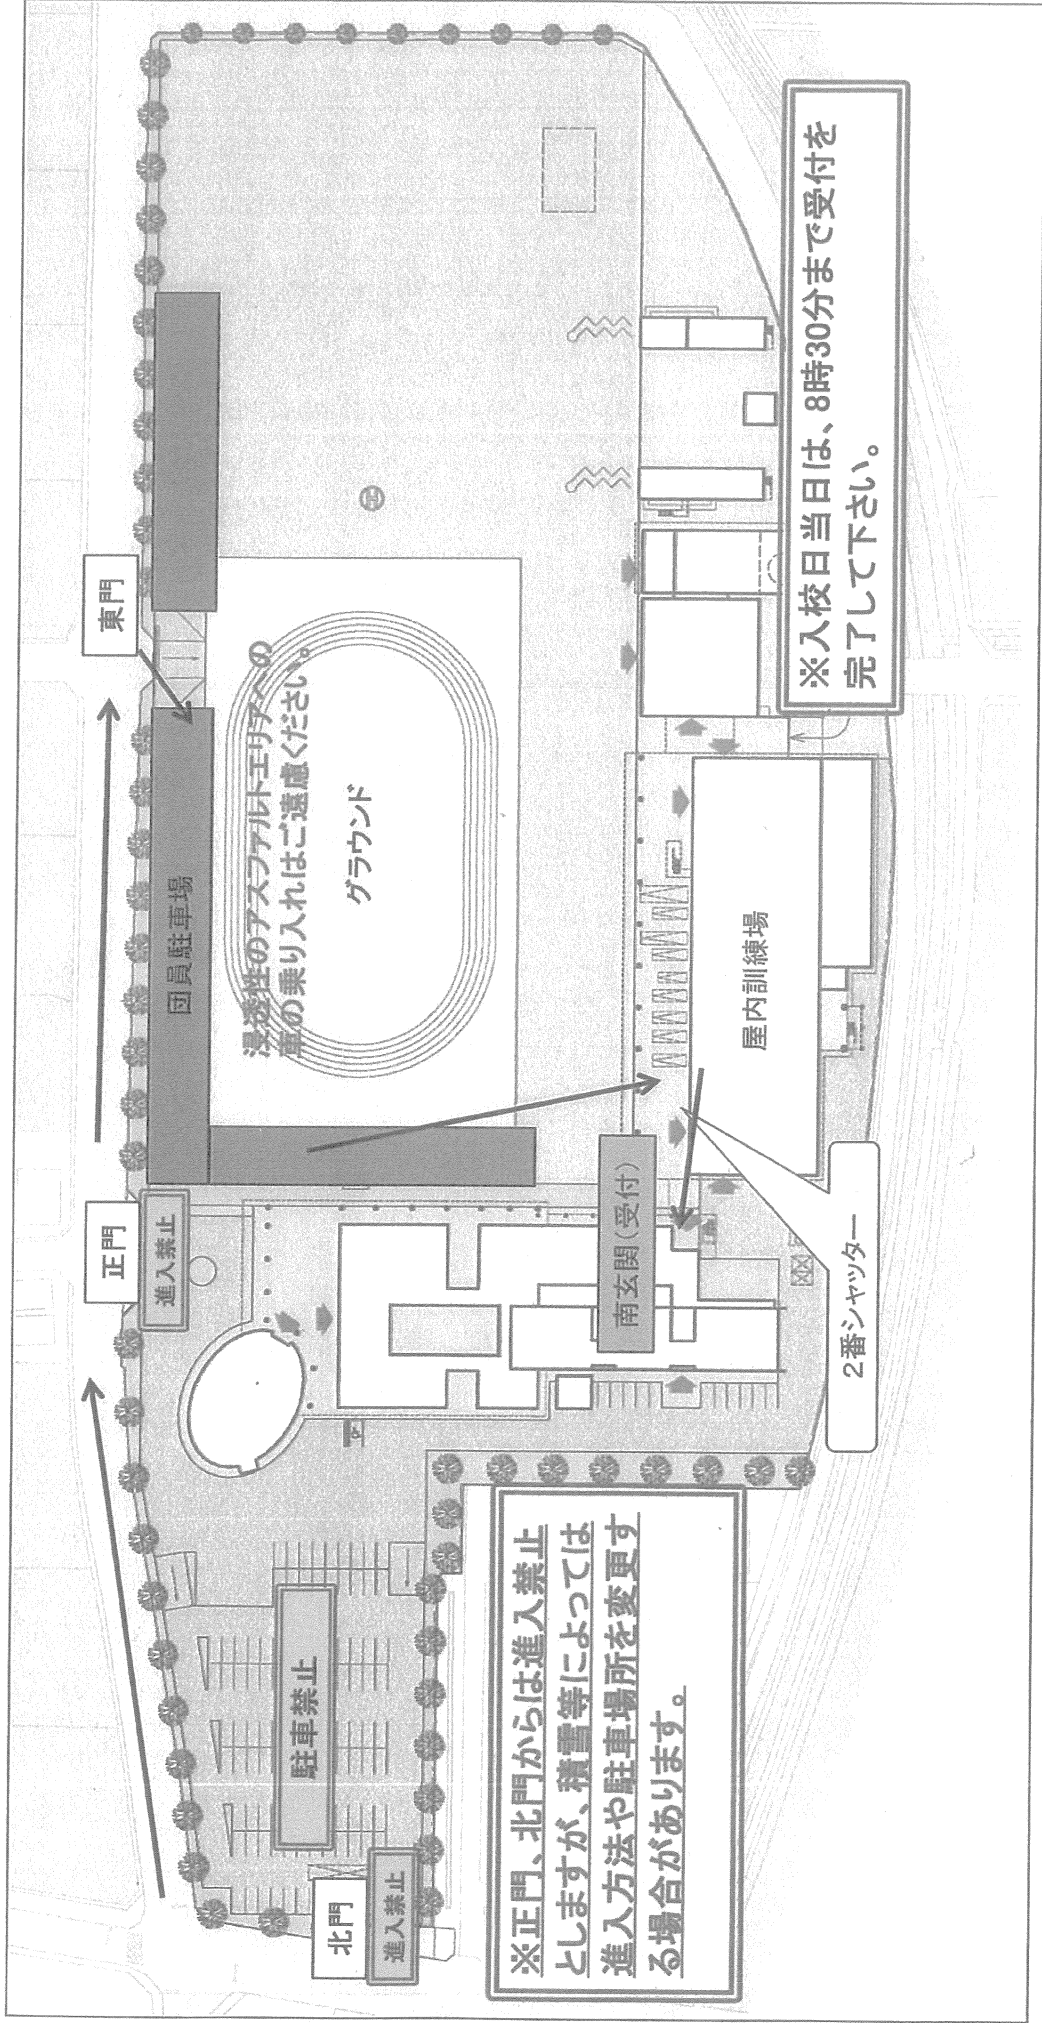 東門
正門
進入禁止
北門
進入禁止
駐車禁止
団員駐車場
浸透性のアスファルトエリアへの
車の乗り入れはご遠慮ください。
グラウンド
南玄関(受付)
屋内訓練場
2番シャッター
※入校日当日は、8時30分まで受付を
完了して下さい。
※正門、北門からは進入禁止
としますが、積雪等によっては
進入方法や駐車場所を変更す
る場合があります。